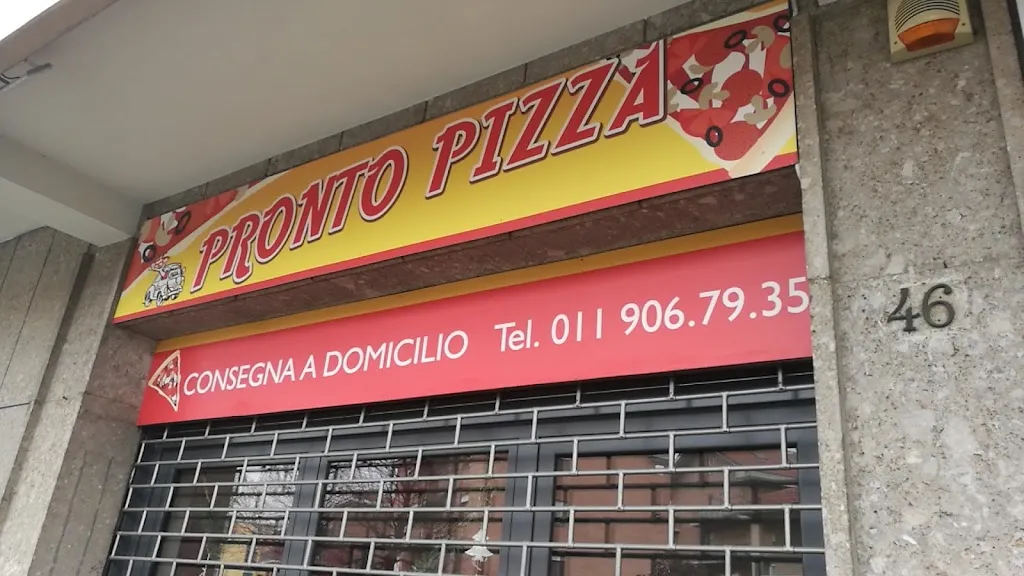 PRONTO PIZZA
CONSEGNA A DOMICILIO Tel. 011 906.79.35
46